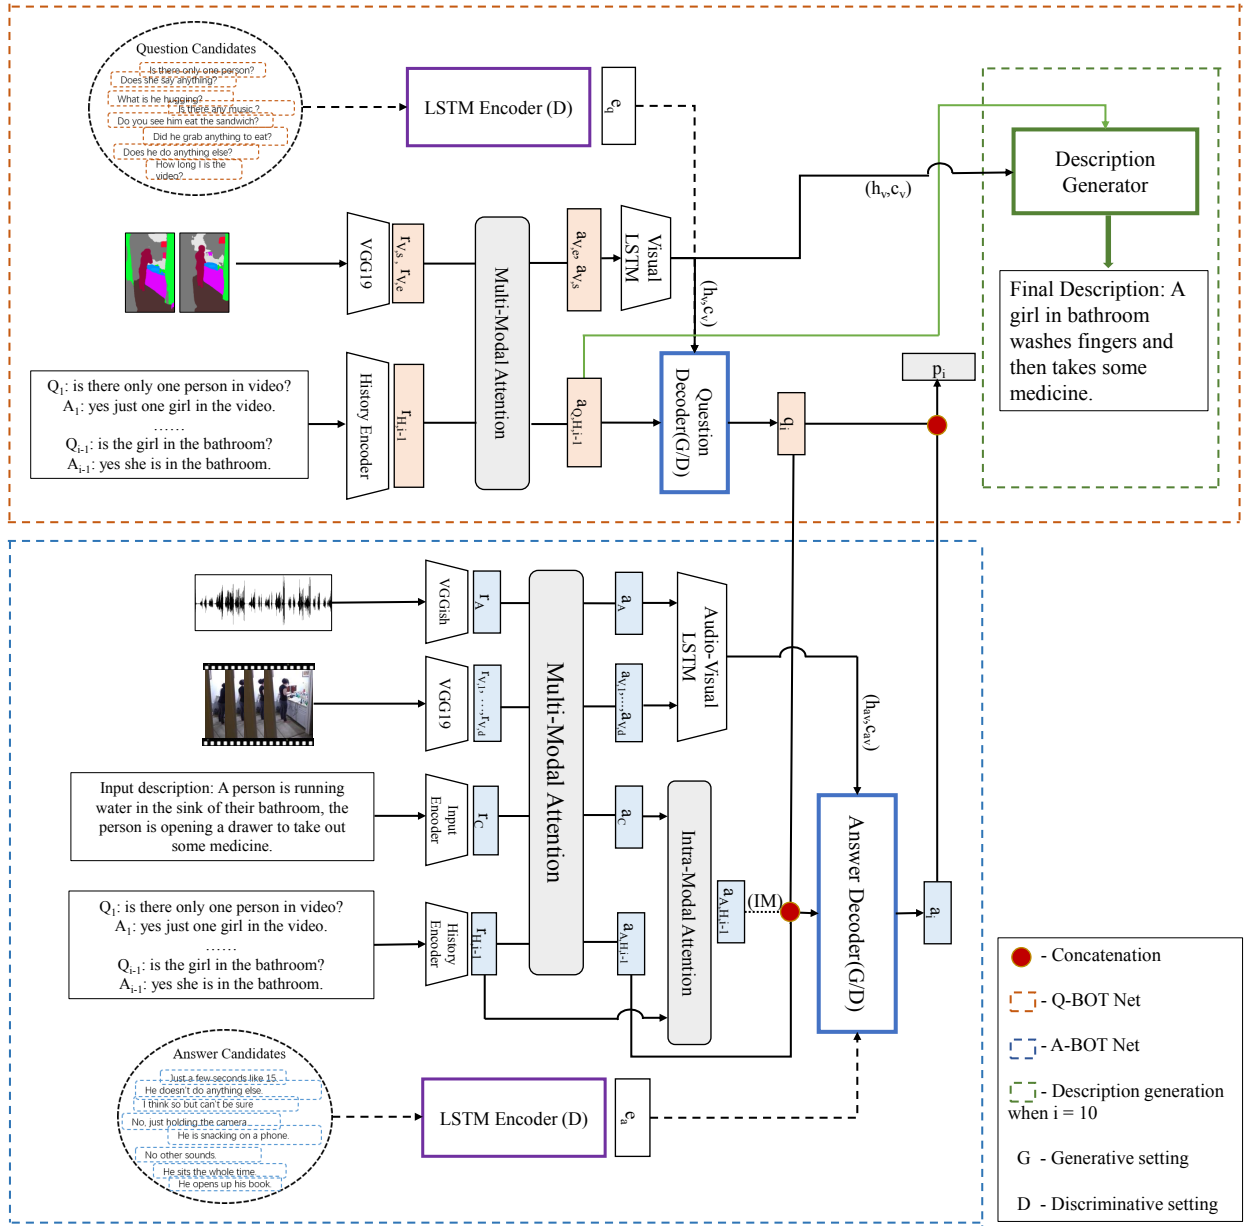 Question Candidates
Is there only one person?
Does she say anything?
What is he hugging?
Is there any music ?
Do you see him eat the sandwich?
Did he grab anything to eat?
Does he do anything else?
How long I is the
video?
LSTM Encoder (D)
e_q
Description
Generator
(h_v,c_v)
VGG19
r_V,s , r_V,e
Multi-Modal Attention
a_V,e, a_V,s
Visual
LSTM
(h_v,c_v)
Final Description: A
girl in bathroom
washes fingers and
then takes some
medicine.
Q_1: is there only one person in video?
A_1: yes just one girl in the video.
……
Q_i-1: is the girl in the bathroom?
A_i-1: yes she is in the bathroom.
History Encoder
r_H,i-1
a_Q,H,i-1
Question
Decoder(G/D)
q_i
p_i
VGGish
r_A
Multi-Modal Attention
a_A
Audio-Visual
LSTM
VGG19
r_V,1, ...,r_V,d
a_V,1,...,a_V,d
(h_av,c_av)
Input description: A person is running
water in the sink of their bathroom, the
person is opening a drawer to take out
some medicine.
Input
Encoder
r_C
a_C
Intra-Modal Attention
a_A,H,i-1
(IM)
Answer Decoder(G/D)
a_i
Q_1: is there only one person in video?
A_1: yes just one girl in the video.
……
Q_i-1: is the girl in the bathroom?
A_i-1: yes she is in the bathroom.
History
Encoder
r_H,i-1
a_A,H,i-1
Answer Candidates
Just a few seconds like 15.
He doesn't do anything else.
I think so but can't be sure
No, just holding the camera.
He is snacking on a phone.
No other sounds.
He sits the whole time.
He opens up his book.
LSTM Encoder (D)
e_a
- Concatenation
- Q-BOT Net
- A-BOT Net
- Description generation
when i = 10
G - Generative setting
D - Discriminative setting